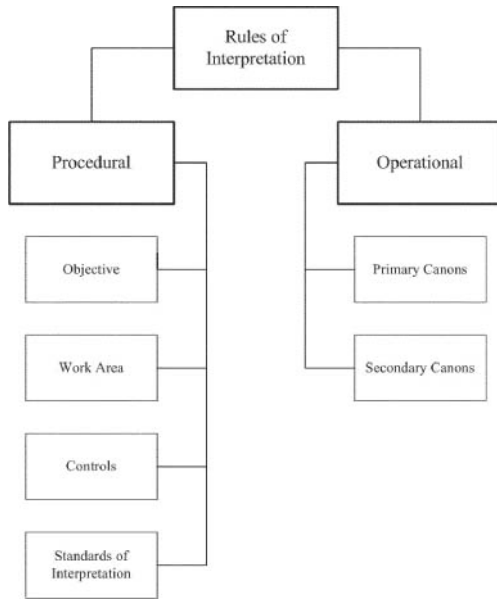 Rules of
Interpretation
Procedural
Operational
Objective
Primary Canons
Work Area
Secondary Canons
Controls
Standards of
Interpretation